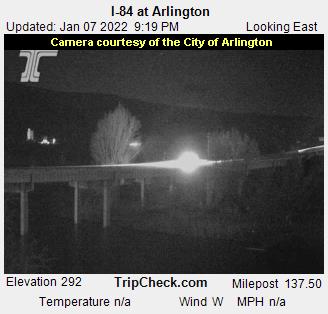 I-84 at Arlington
Updated: Jan 07 2022 9:19 PM Looking East
Camera courtesy of the City of Arlington
Elevation 292 TripCheck.com Milepost 137.50
Temperature n/a Wind W MPH n/a